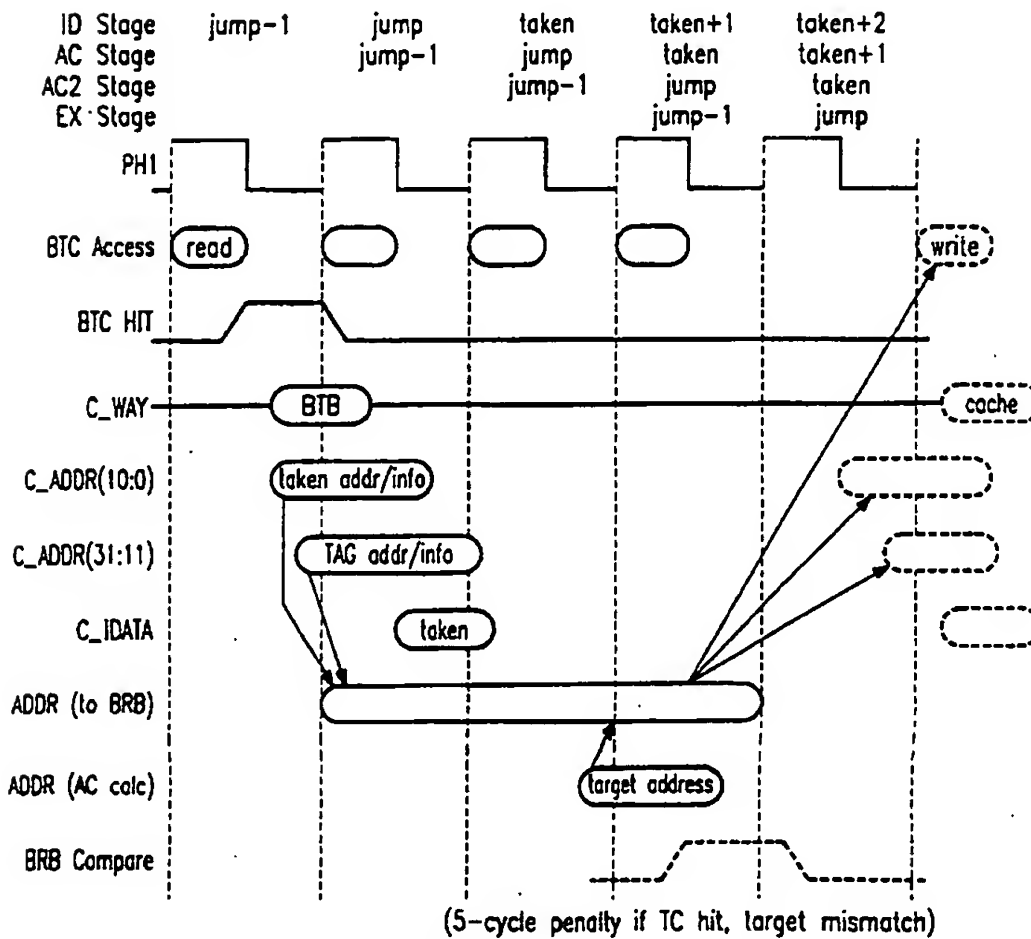 ID Stage jump-1 jump taken taken+1 taken+2
AC Stage jump-1 jump taken taken+1
AC2 Stage jump-1 jump taken
EX Stage jump-1 jump
PH1
BTC Access read write
BTC HIT
C_WAY BTB cache
C_ADDR(10:0) taken addr/info
C_ADDR(31:11) TAG addr/info
C_IDATA taken
ADDR (to BRB)
ADDR (AC calc) target address
BRB Compare
(5-cycle penalty if TC hit, target mismatch)